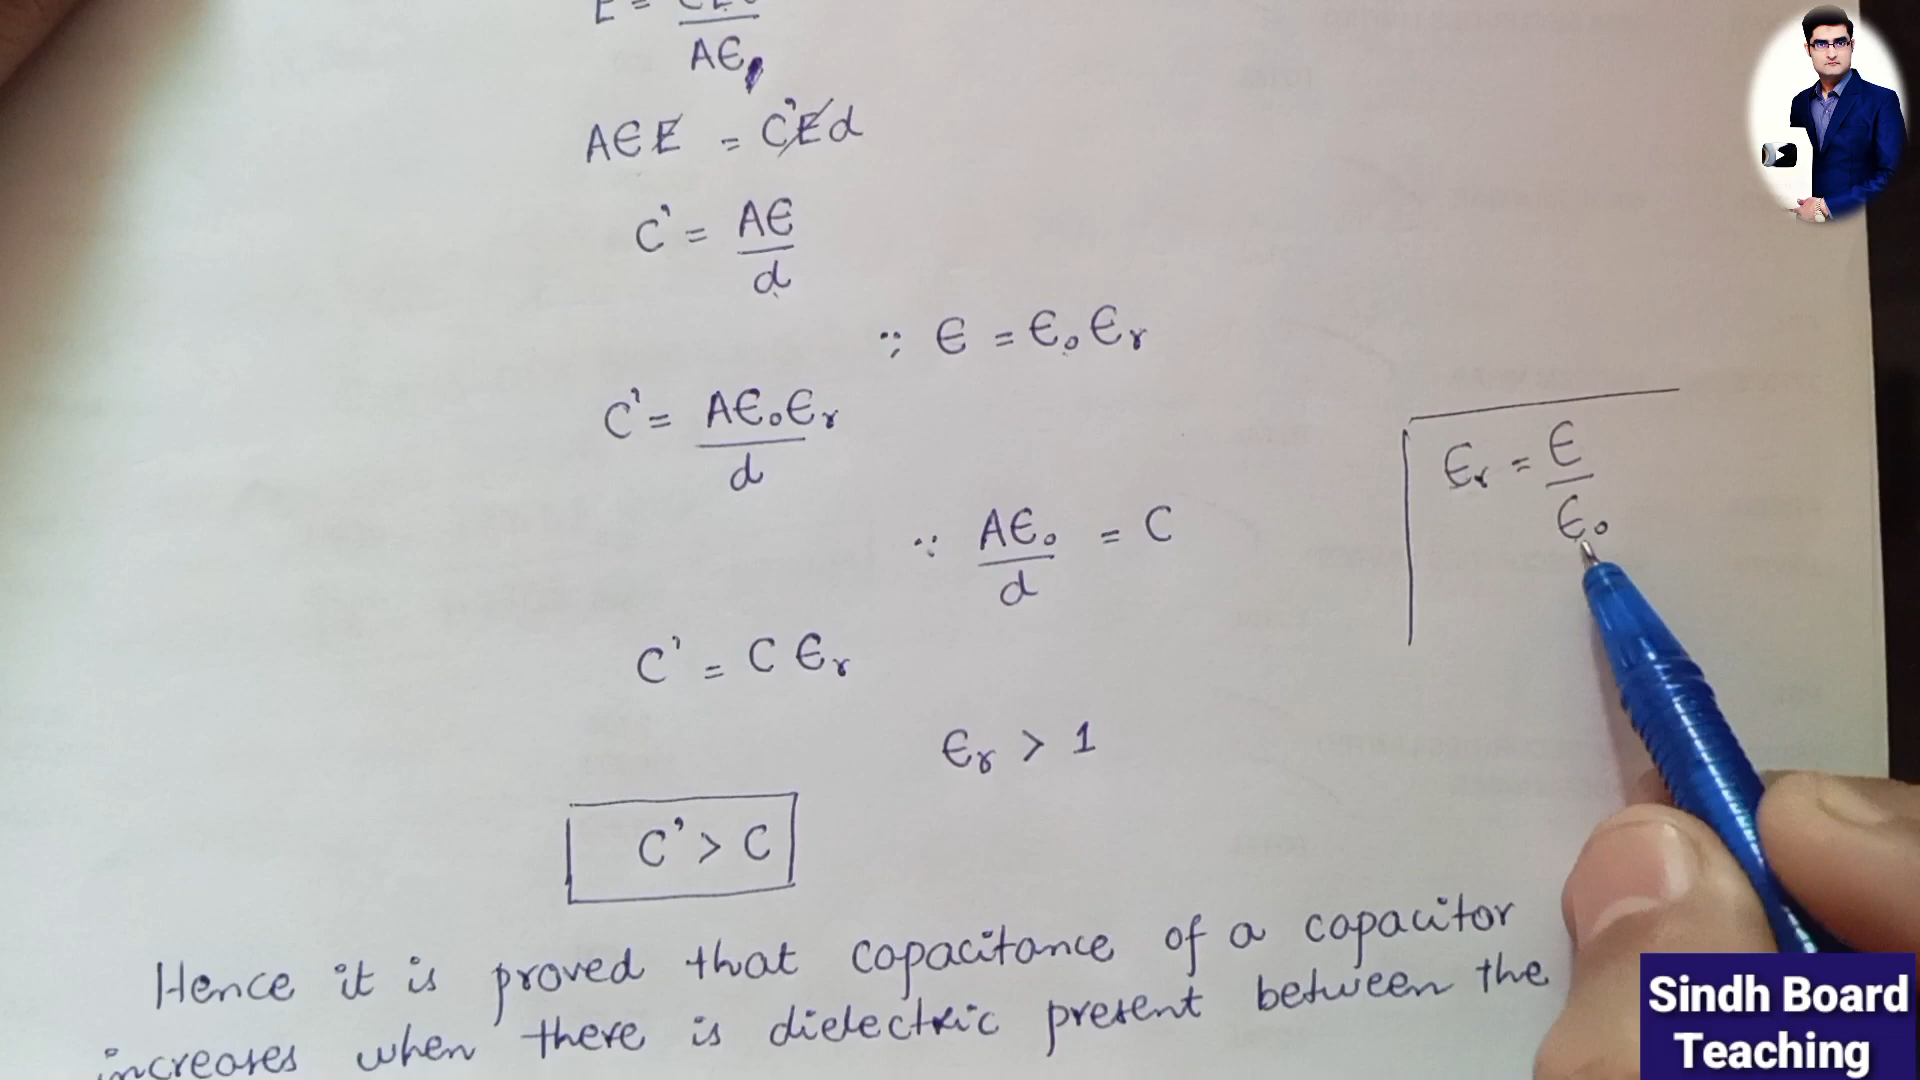 AЄ
AЄE = C'Ed
C' = AЄ/d
∵ Є = Є₀Єr
C' = AЄ₀Єr/d
Єr = Є/Є₀
∵ AЄ₀/d = C
C' = C Єr
Єr > 1
C' > C
Hence it is proved that capacitance of a capacitor
increases when there is dielectric present between the
Sindh Board
Teaching